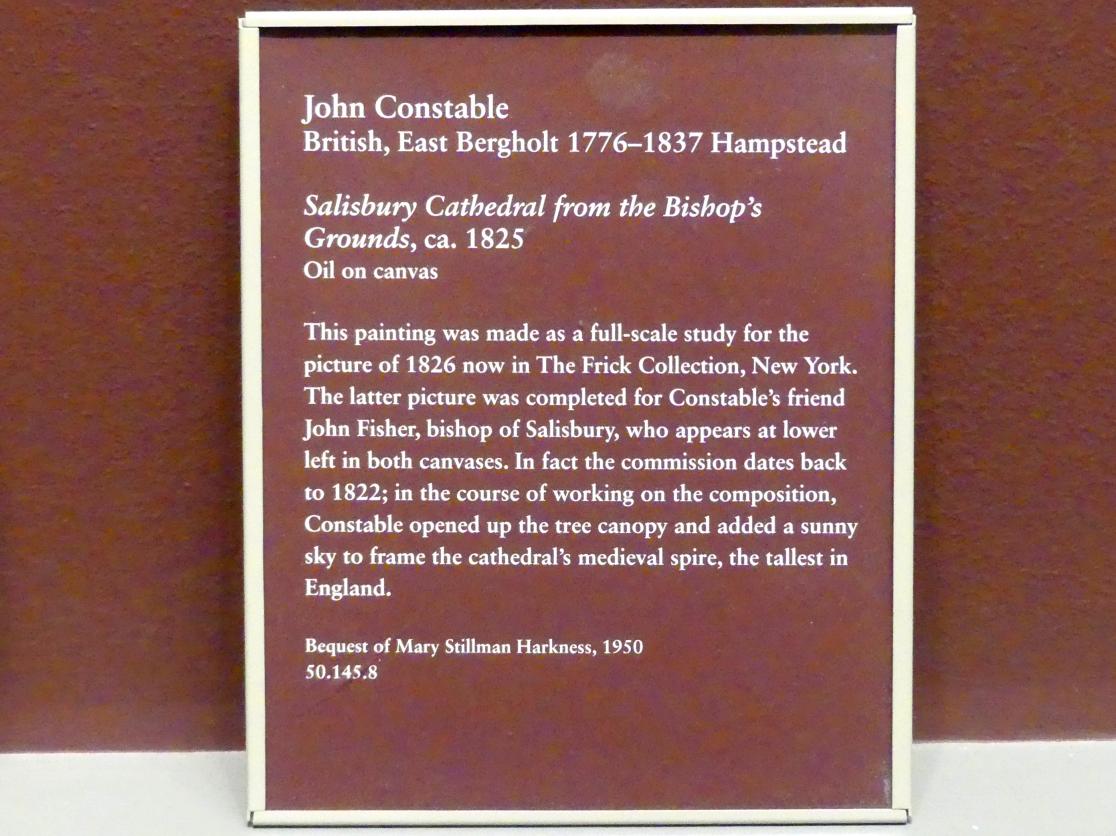 John Constable
British, East Bergholt 1776–1837 Hampstead
Salisbury Cathedral from the Bishop's
Grounds, ca. 1825
Oil on canvas
This painting was made as a full-scale study for the
picture of 1826 now in The Frick Collection, New York.
The latter picture was completed for Constable's friend
John Fisher, bishop of Salisbury, who appears at lower
left in both canvases. In fact the commission dates back
to 1822; in the course of working on the composition,
Constable opened up the tree canopy and added a sunny
sky to frame the cathedral's medieval spire, the tallest in
England.
Bequest of Mary Stillman Harkness, 1950
50.145.8